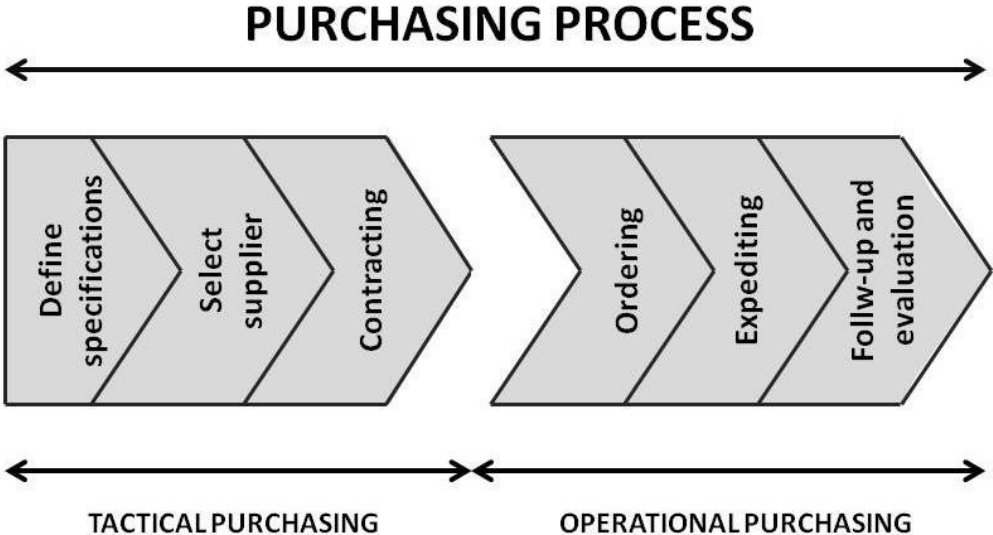 PURCHASING PROCESS
Define
specifications
Select
supplier
Contracting
Ordering
Expediting
Follw-up and
evaluation
TACTICAL PURCHASING
OPERATIONAL PURCHASING